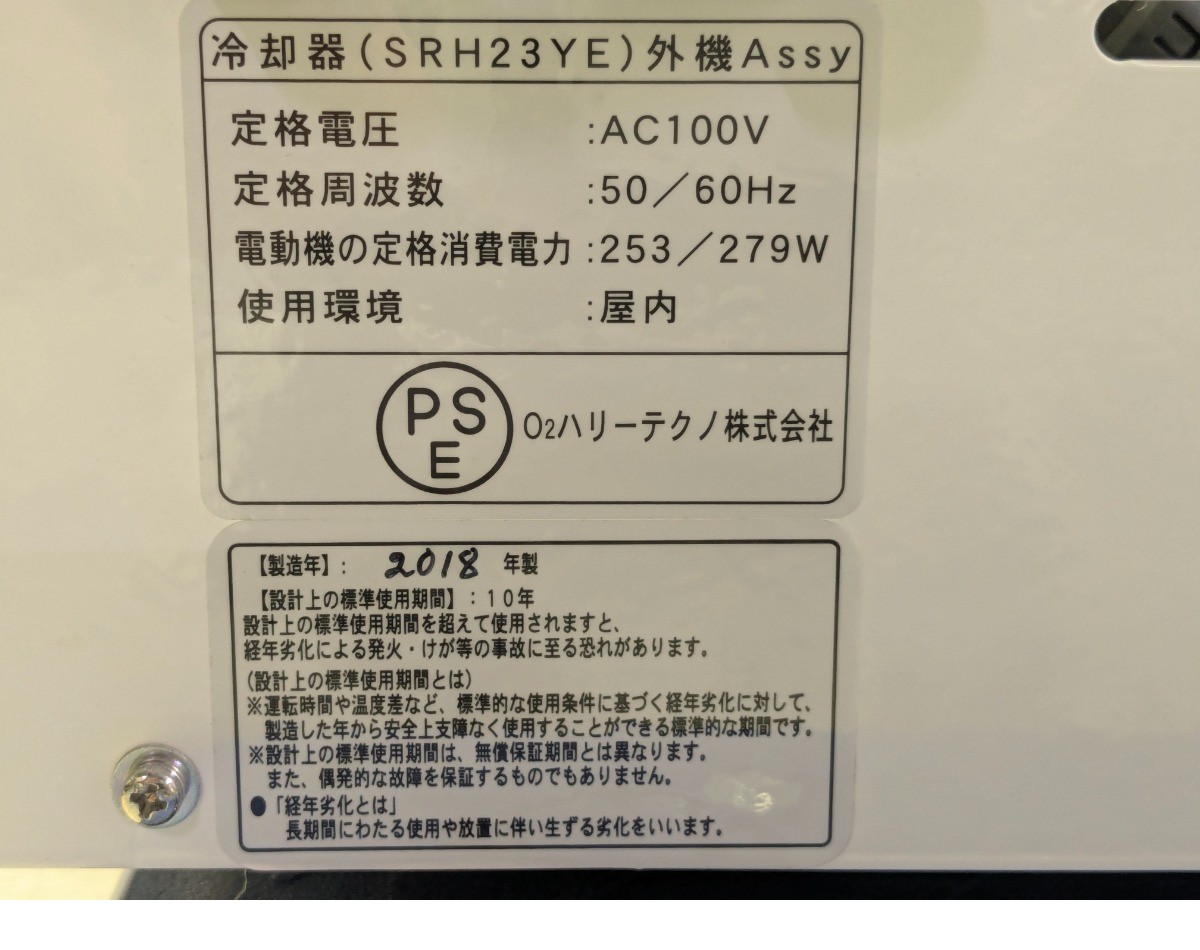 冷却器(SRH23YE)外機Assy
定格電圧 :AC100V
定格周波数 :50／60Hz
電動機の定格消費電力 :253／279W
使用環境 :屋内
PS
E
O2ハリーテクノ株式会社
【製造年】: 2018 年製
【設計上の標準使用期間】:10年
設計上の標準使用期間を超えて使用されますと、
経年劣化による発火・けが等の事故に至る恐れがあります。
(設計上の標準使用期間とは)
※運転時間や温度差など、標準的な使用条件に基づく経年劣化に対して、
製造した年から安全上支障なく使用することができる標準的な期間です。
※設計上の標準使用期間は、無償保証期間とは異なります。
また、偶発的な故障を保証するものでもありません。
●「経年劣化とは」
長期間にわたる使用や放置に伴い生ずる劣化をいいます。